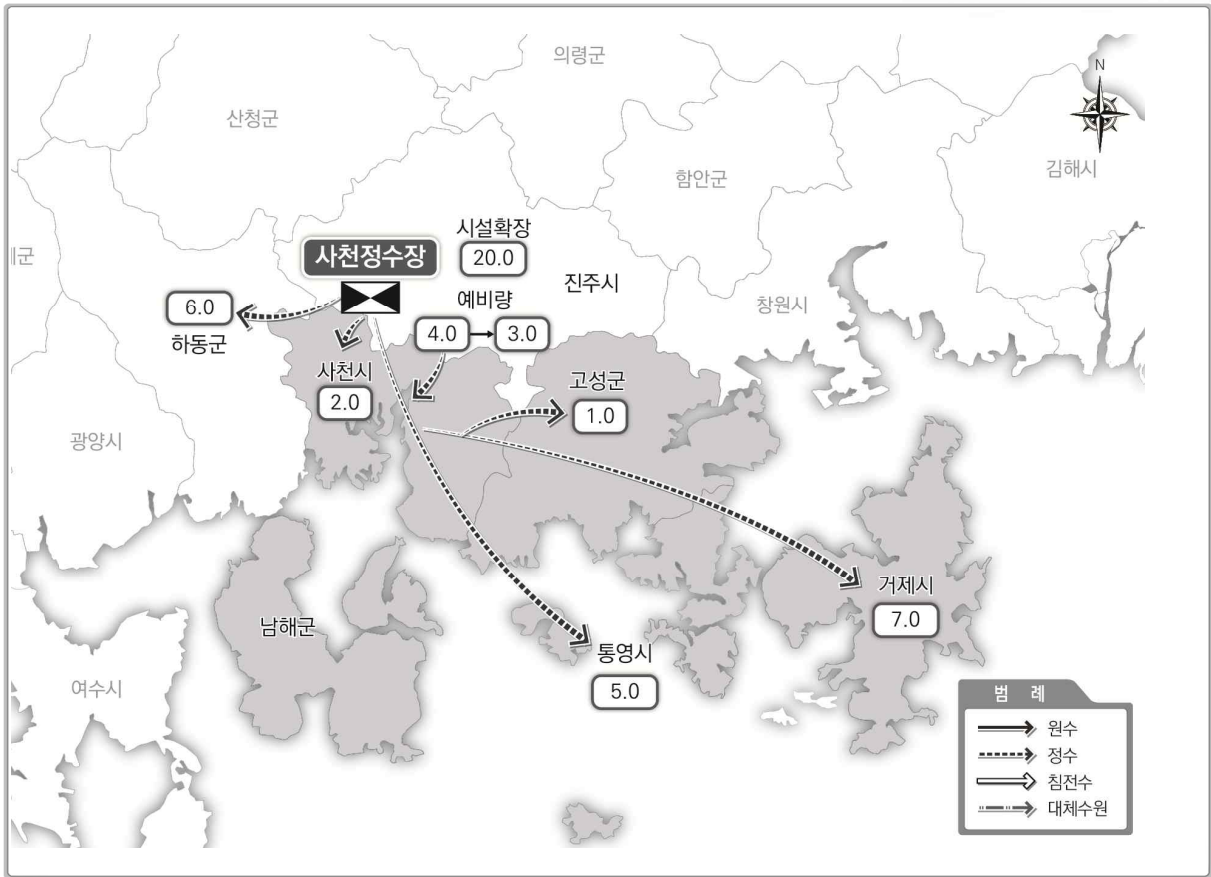 의령군
N
산청군
함안군
김해시
시설확장
20.0
사천정수장
진주시
예비량
4.0
3.0
창원시
6.0
하동군
사천시
2.0
고성군
1.0
광양시
거제시
7.0
남해군
통영시
5.0
여수시
범 례
원수
정수
침전수
대체수원